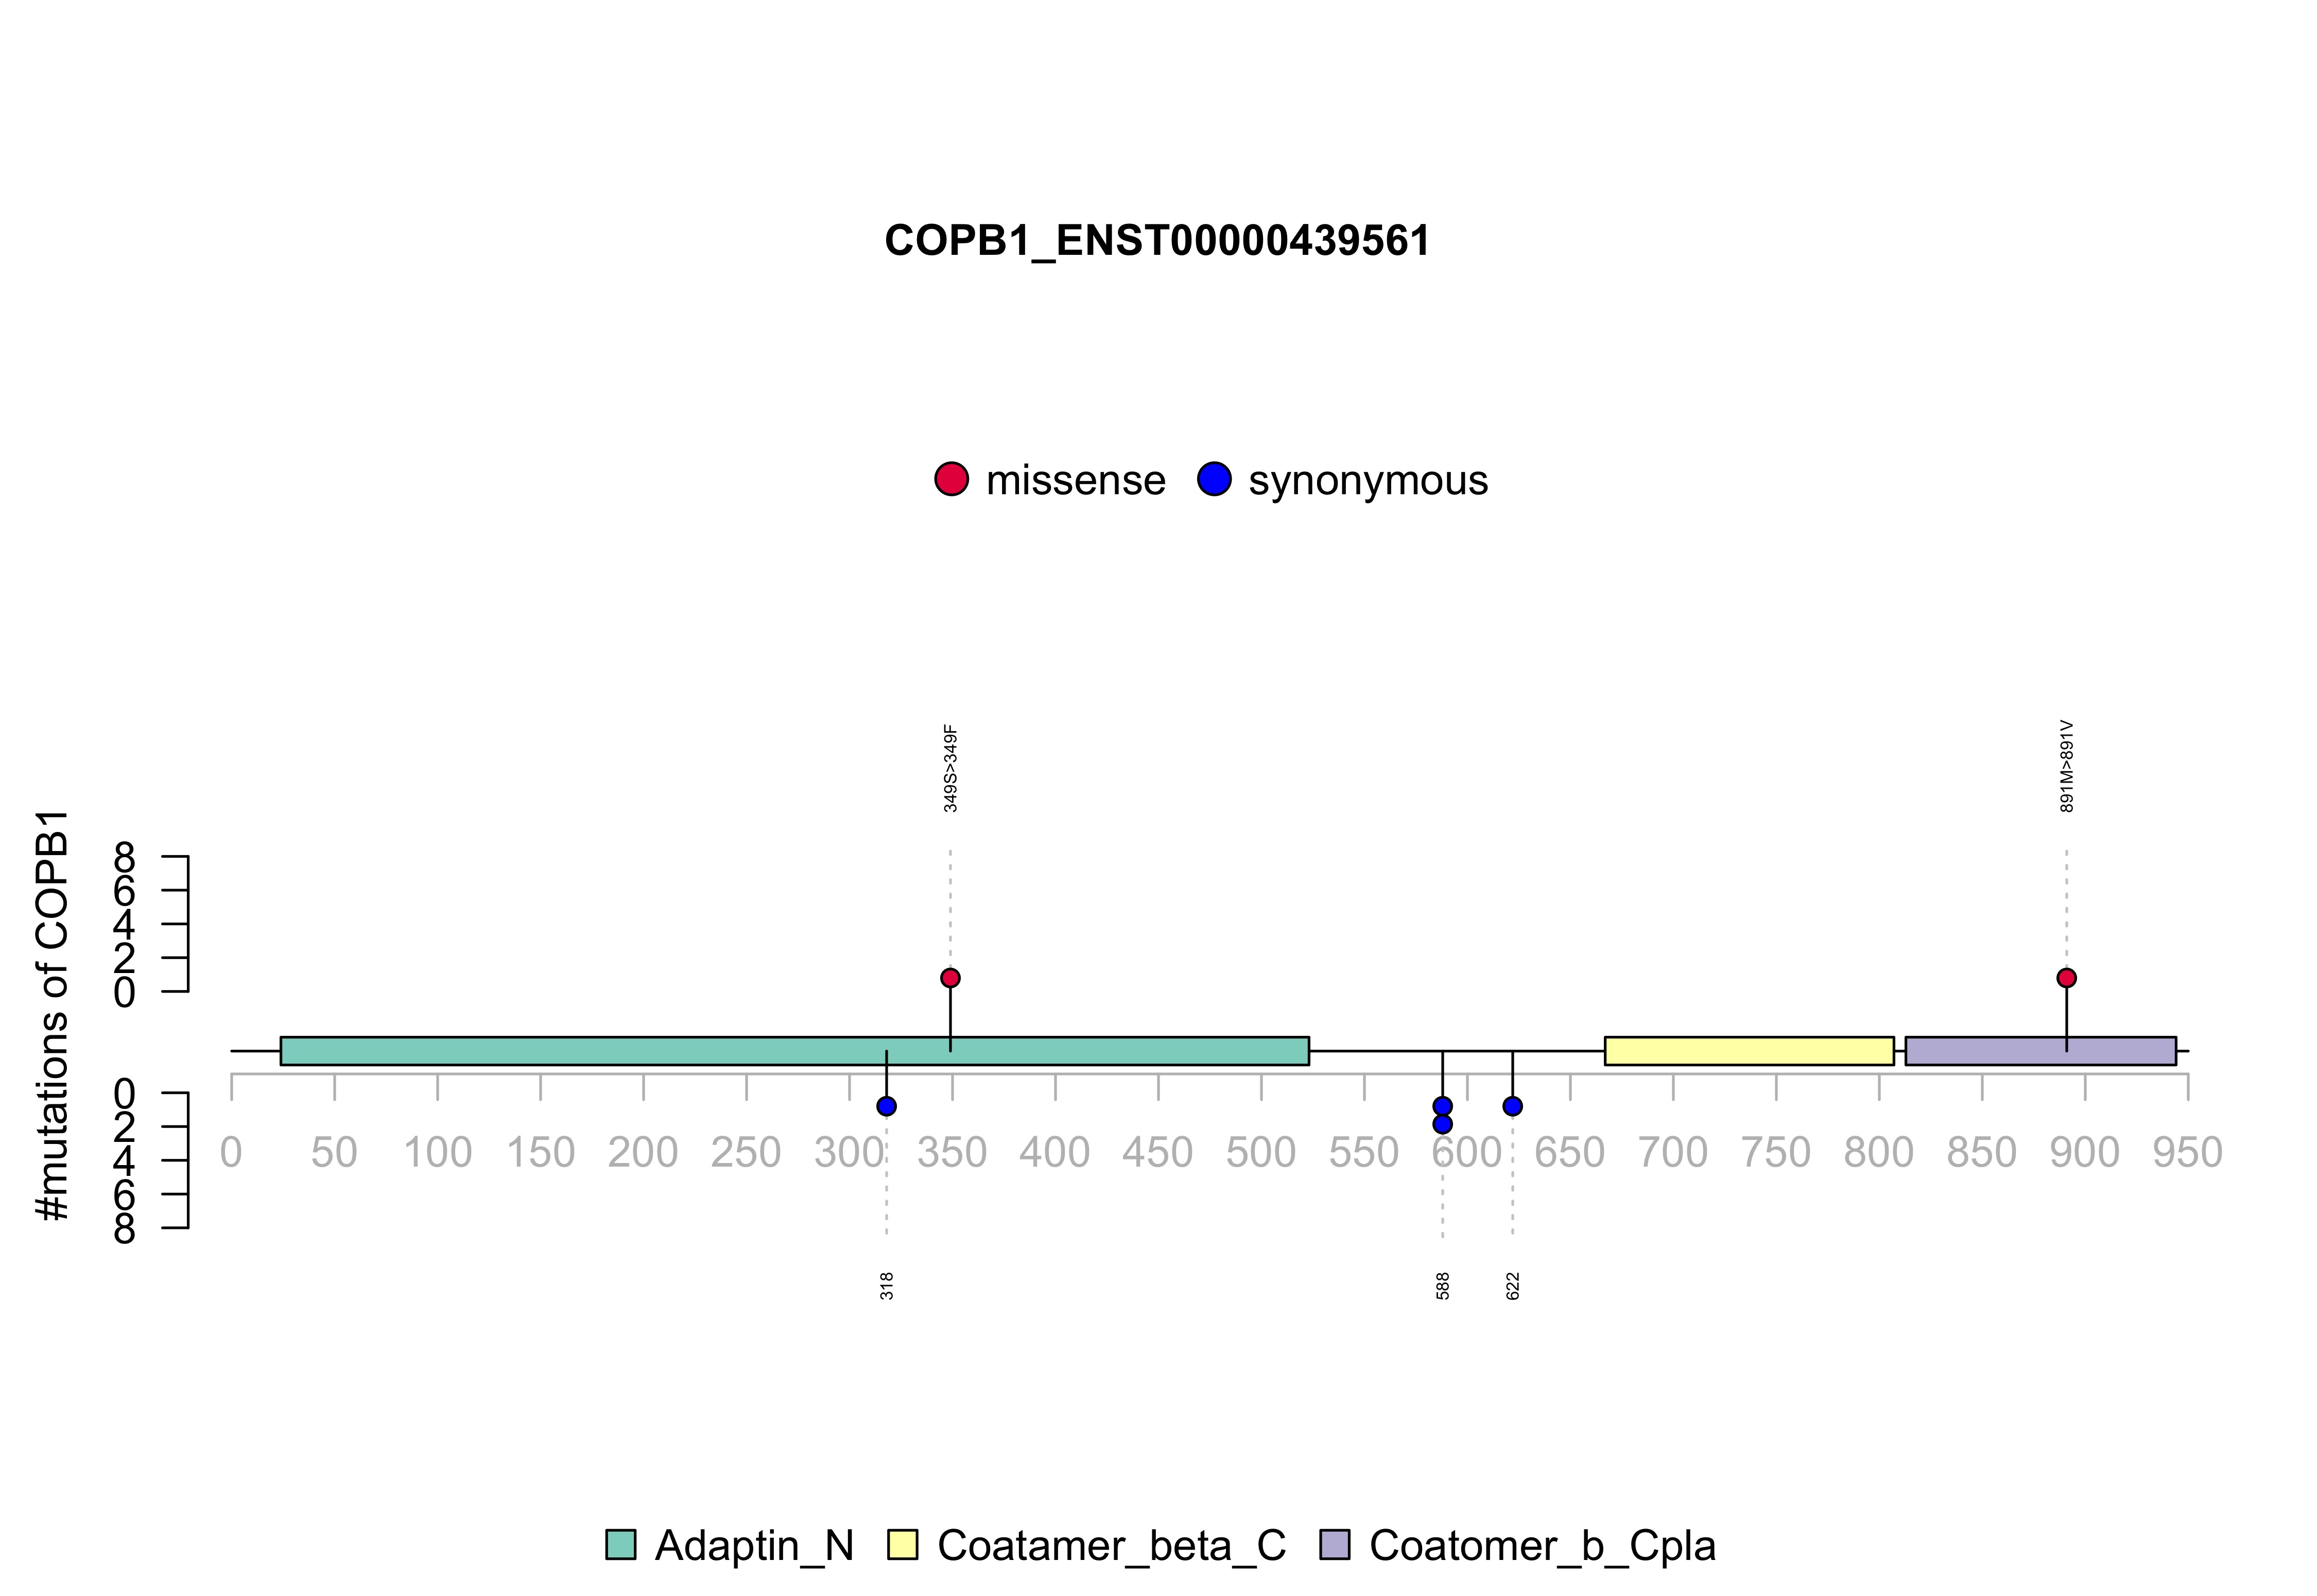 COPB1_ENST00000439561
missense synonymous
349S>349F 891M>891V
#mutations of COPB1
8
6
4
2
0
0
2
4
6
8
0 50 100 150 200 250 300 350 400 450 500 550 600 650 700 750 800 850 900 950
318 588 622
Adaptin_N Coatamer_beta_C Coatomer_b_Cpla